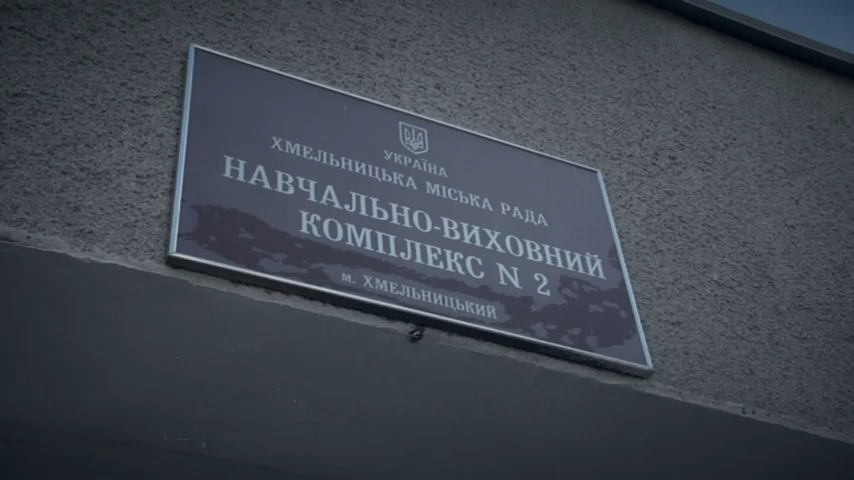 УКРАЇНА
ХМЕЛЬНИЦЬКА МІСЬКА РАДА
НАВЧАЛЬНО-ВИХОВНИЙ
КОМПЛЕКС N 2
м. ХМЕЛЬНИЦЬКИЙ